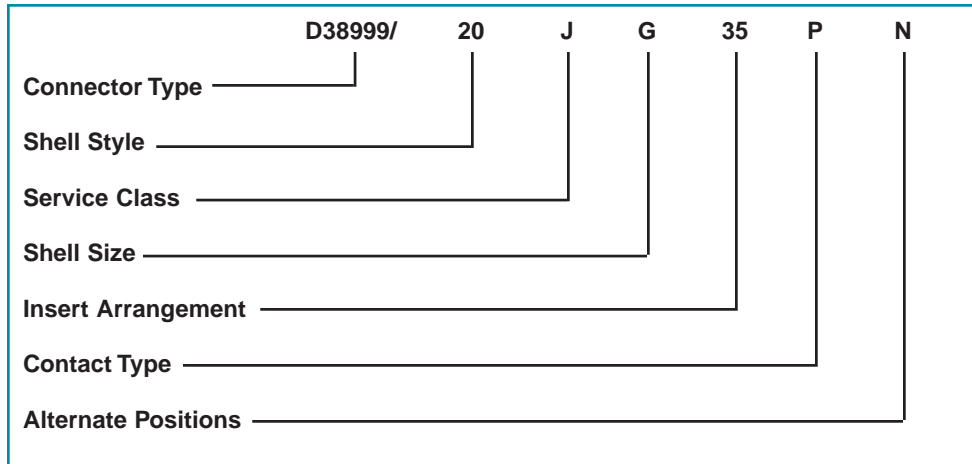 D38999/ 20 J G 35 P N
Connector Type
Shell Style
Service Class
Shell Size
Insert Arrangement
Contact Type
Alternate Positions